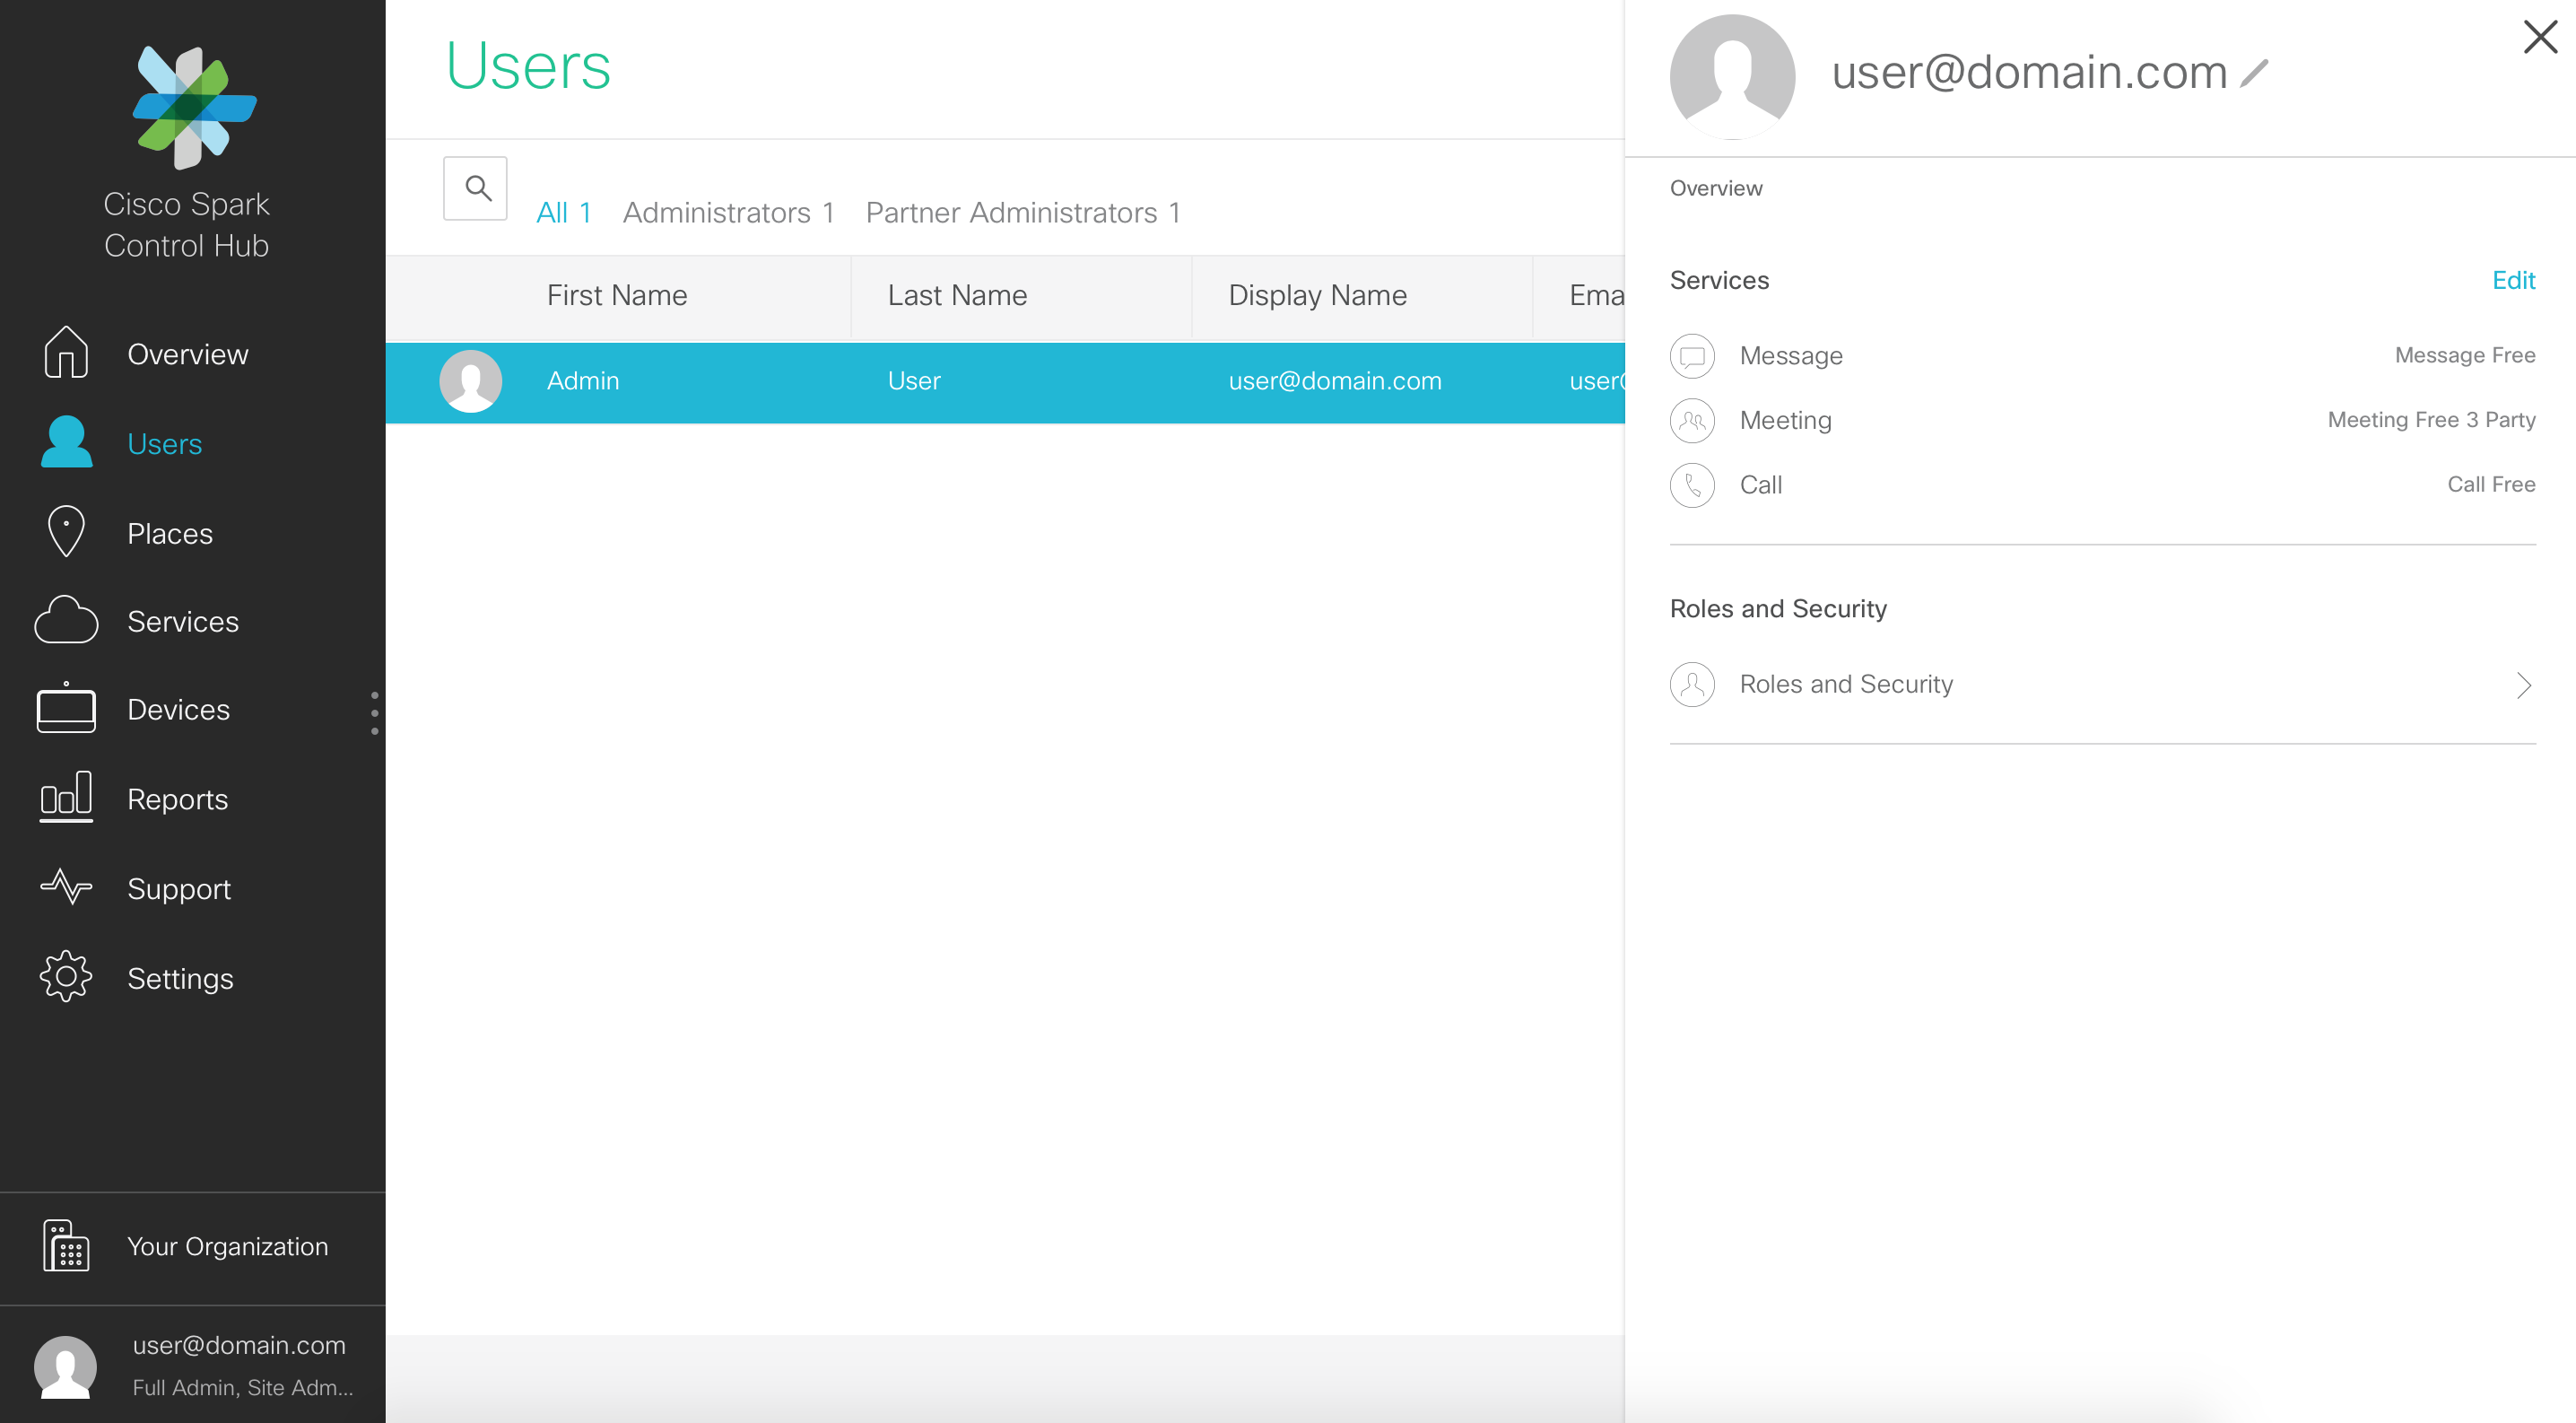 Cisco Spark
Control Hub
Overview
Users
Places
Services
Devices
Reports
Support
Settings
Your Organization
user@domain.com
Full Admin, Site Adm...
Users
All 1 Administrators 1 Partner Administrators 1
First Name Last Name Display Name Ema
Admin User user@domain.com user@
user@domain.com
Overview
Services Edit
Message Message Free
Meeting Meeting Free 3 Party
Call Call Free
Roles and Security
Roles and Security